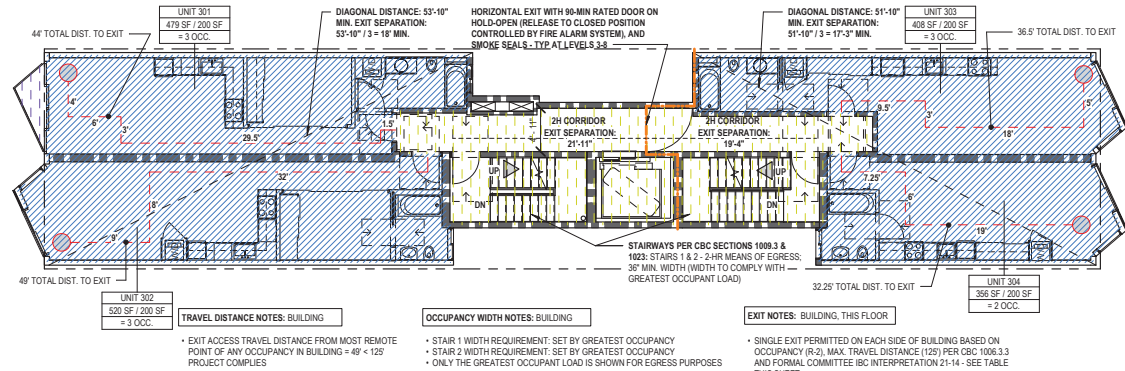 UNIT 301
479 SF / 200 SF
= 3 OCC.
44' TOTAL DIST. TO EXIT
DIAGONAL DISTANCE: 53'-10"
MIN. EXIT SEPARATION:
53'-10" / 3 = 18' MIN.
HORIZONTAL EXIT WITH 90-MIN RATED DOOR ON
HOLD-OPEN (RELEASE TO CLOSED POSITION
CONTROLLED BY FIRE ALARM SYSTEM), AND
SMOKE SEALS - TYP AT LEVELS 3-8
DIAGONAL DISTANCE: 51'-10"
MIN. EXIT SEPARATION:
51'-10" / 3 = 17'-3" MIN.
UNIT 303
408 SF / 200 SF
= 3 OCC.
36.5' TOTAL DIST. TO EXIT
4'
6'
3'
29.5'
1.5'
2H CORRIDOR
EXIT SEPARATION:
21'-11"
2H CORRIDOR
EXIT SEPARATION:
19'-4"
9.5'
3'
18'
5'
32'
8'
9'
UP
DN
UP
DN
7.25'
6'
19'
49' TOTAL DIST. TO EXIT
UNIT 302
520 SF / 200 SF
= 3 OCC.
STAIRWAYS PER CBC SECTIONS 1009.3 &
1023: STAIRS 1 & 2 - 2-HR MEANS OF EGRESS;
36" MIN. WIDTH (WIDTH TO COMPLY WITH
GREATEST OCCUPANT LOAD)
32.25' TOTAL DIST. TO EXIT
UNIT 304
356 SF / 200 SF
= 2 OCC.
TRAVEL DISTANCE NOTES: BUILDING
• EXIT ACCESS TRAVEL DISTANCE FROM MOST REMOTE
POINT OF ANY OCCUPANCY IN BUILDING = 49' < 125'
PROJECT COMPLIES
OCCUPANCY WIDTH NOTES: BUILDING
• STAIR 1 WIDTH REQUIREMENT: SET BY GREATEST OCCUPANCY
• STAIR 2 WIDTH REQUIREMENT: SET BY GREATEST OCCUPANCY
• ONLY THE GREATEST OCCUPANT LOAD IS SHOWN FOR EGRESS PURPOSES
EXIT NOTES: BUILDING, THIS FLOOR
• SINGLE EXIT PERMITTED ON EACH SIDE OF BUILDING BASED ON
OCCUPANCY (R-2), MAX. TRAVEL DISTANCE (125') PER CBC 1006.3.3
AND FORMAL COMMITTEE IBC INTERPRETATION 21-14 - SEE TABLE